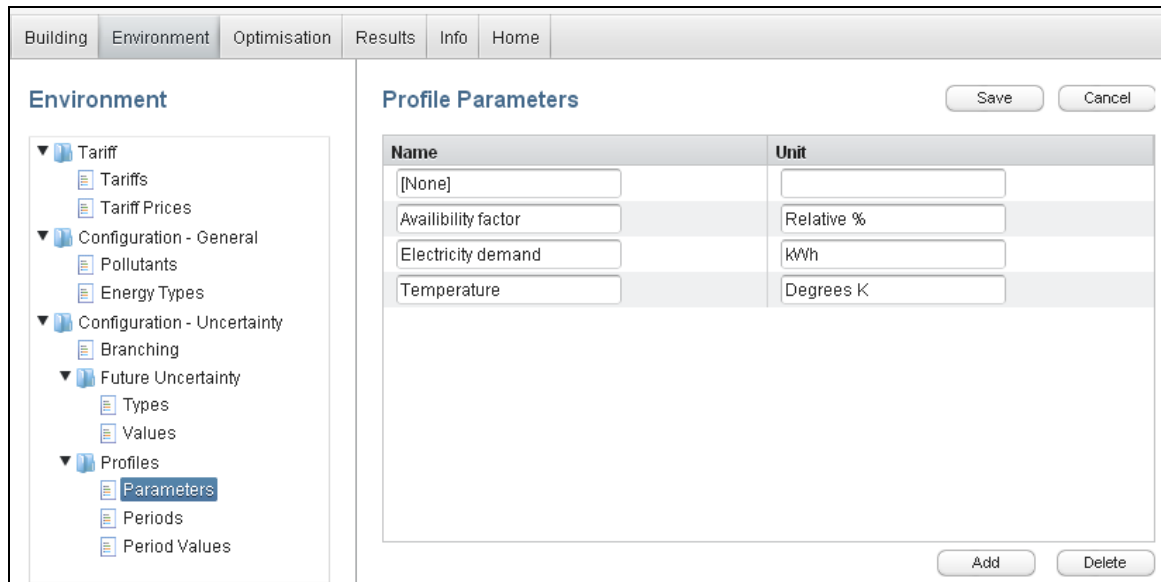 Building Environment Optimisation Results Info Home
Environment
Tariff
Tariffs
Tariff Prices
Configuration - General
Pollutants
Energy Types
Configuration - Uncertainty
Branching
Future Uncertainty
Types
Values
Profiles
Parameters
Periods
Period Values
Profile Parameters Save Cancel
Name Unit
[None]
Availibility factor Relative %
Electricity demand kWh
Temperature Degrees K
Add Delete